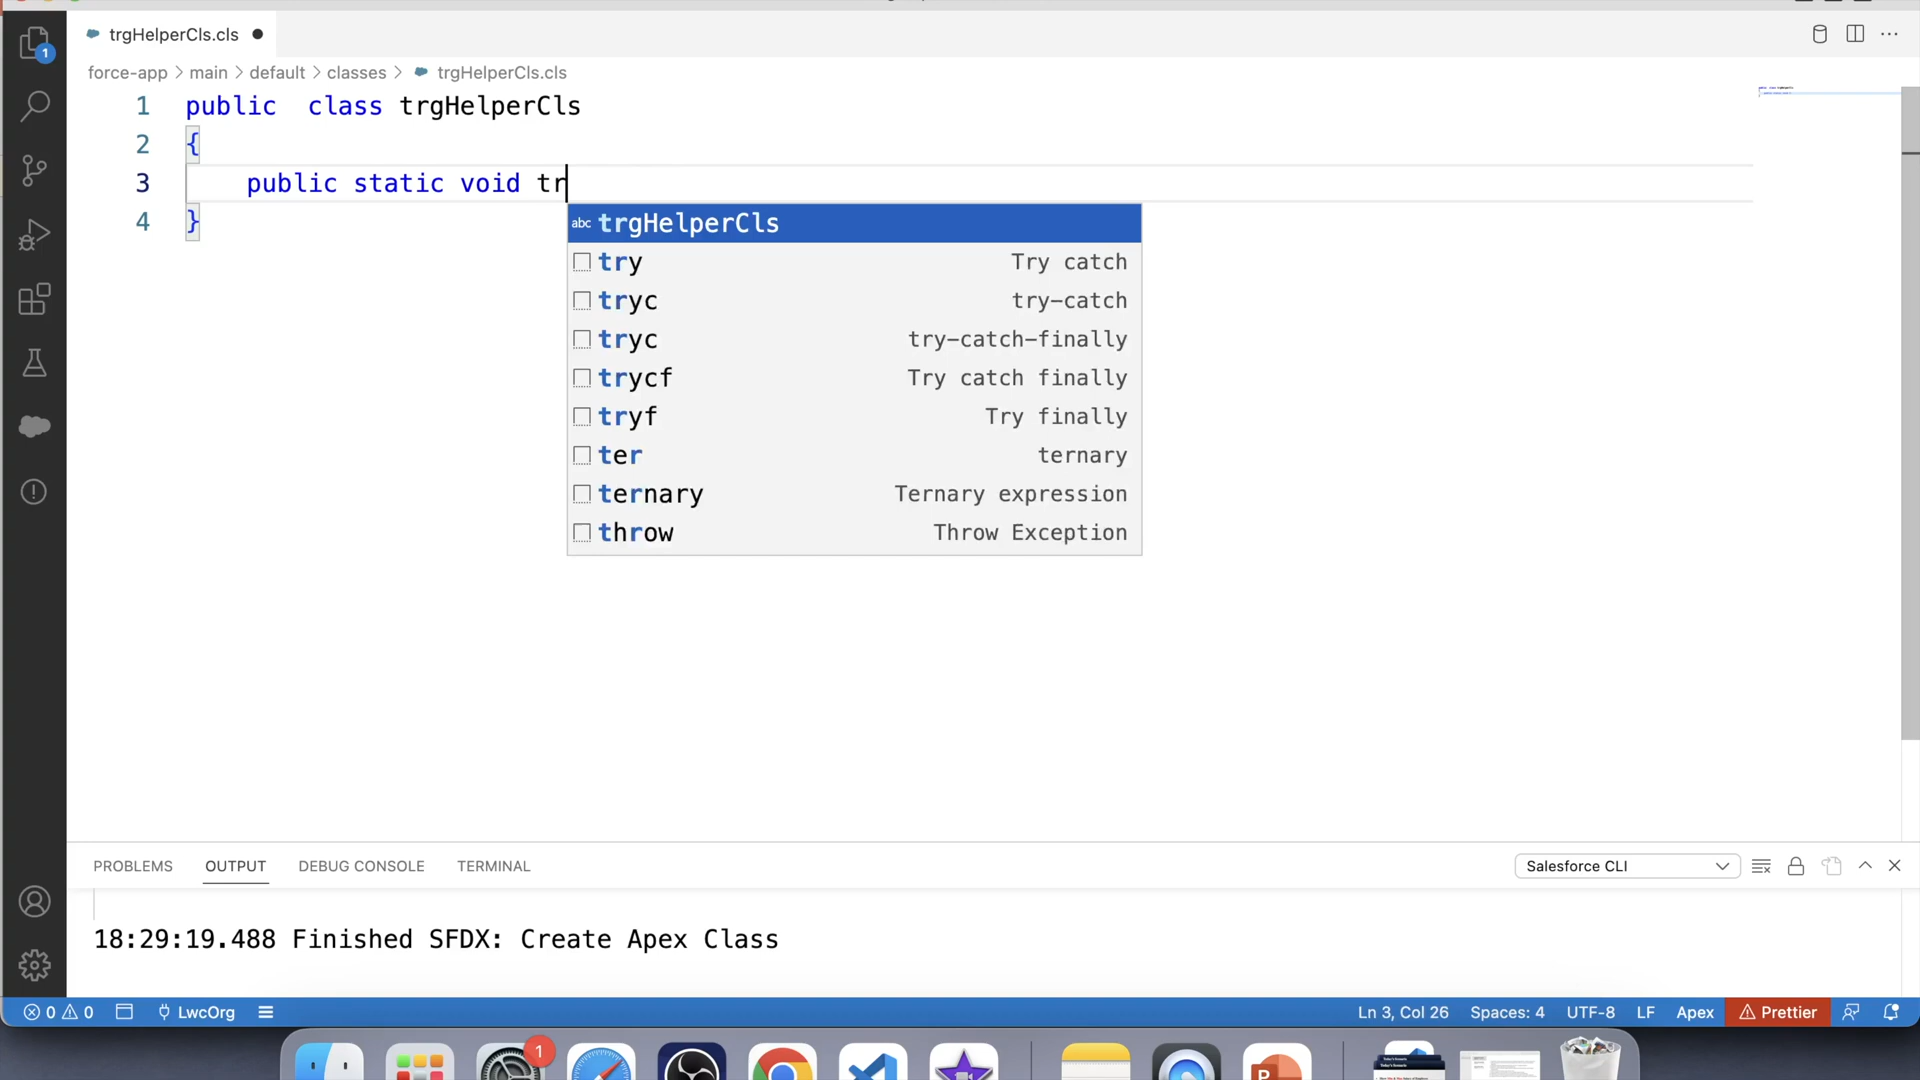 trgHelperCls.cls
1
force-app > main > default > classes > trgHelperCls.cls
1 public  class trgHelperCls
2 {
3     public static void tr
4 }
abc trgHelperCls
try Try catch
tryc try-catch
tryc try-catch-finally
trycf Try catch finally
tryf Try finally
ter ternary
ternary Ternary expression
throw Throw Exception
PROBLEMS OUTPUT DEBUG CONSOLE TERMINAL Salesforce CLI
18:29:19.488 Finished SFDX: Create Apex Class
0 0 LwcOrg Ln 3, Col 26 Spaces: 4 UTF-8 LF Apex Prettier
1
P